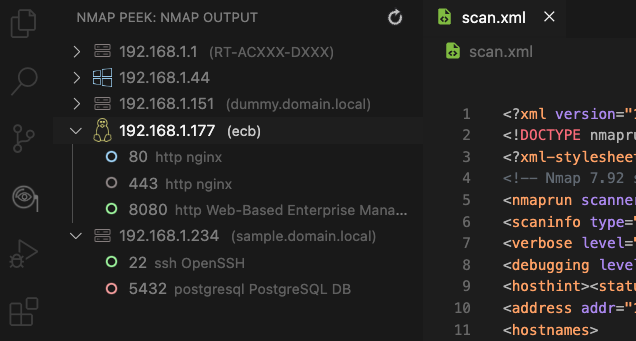 NMAP PEEK: NMAP OUTPUT
192.168.1.1 (RT-ACXXX-DXXX)
192.168.1.44
192.168.1.151 (dummy.domain.local)
192.168.1.177 (ecb)
80 http nginx
443 http nginx
8080 http Web-Based Enterprise Mana...
192.168.1.234 (sample.domain.local)
22 ssh OpenSSH
5432 postgresql PostgreSQL DB
scan.xml
scan.xml
1 <?xml version="1
2 <!DOCTYPE nmaprun
3 <?xml-stylesheet
4 <!-- Nmap 7.92 s
5 <nmaprun scanner
6 <scaninfo type="
7 <verbose level="
8 <debugging level
9 <hosthint><statu
10 <address addr="1
11 <hostnames>